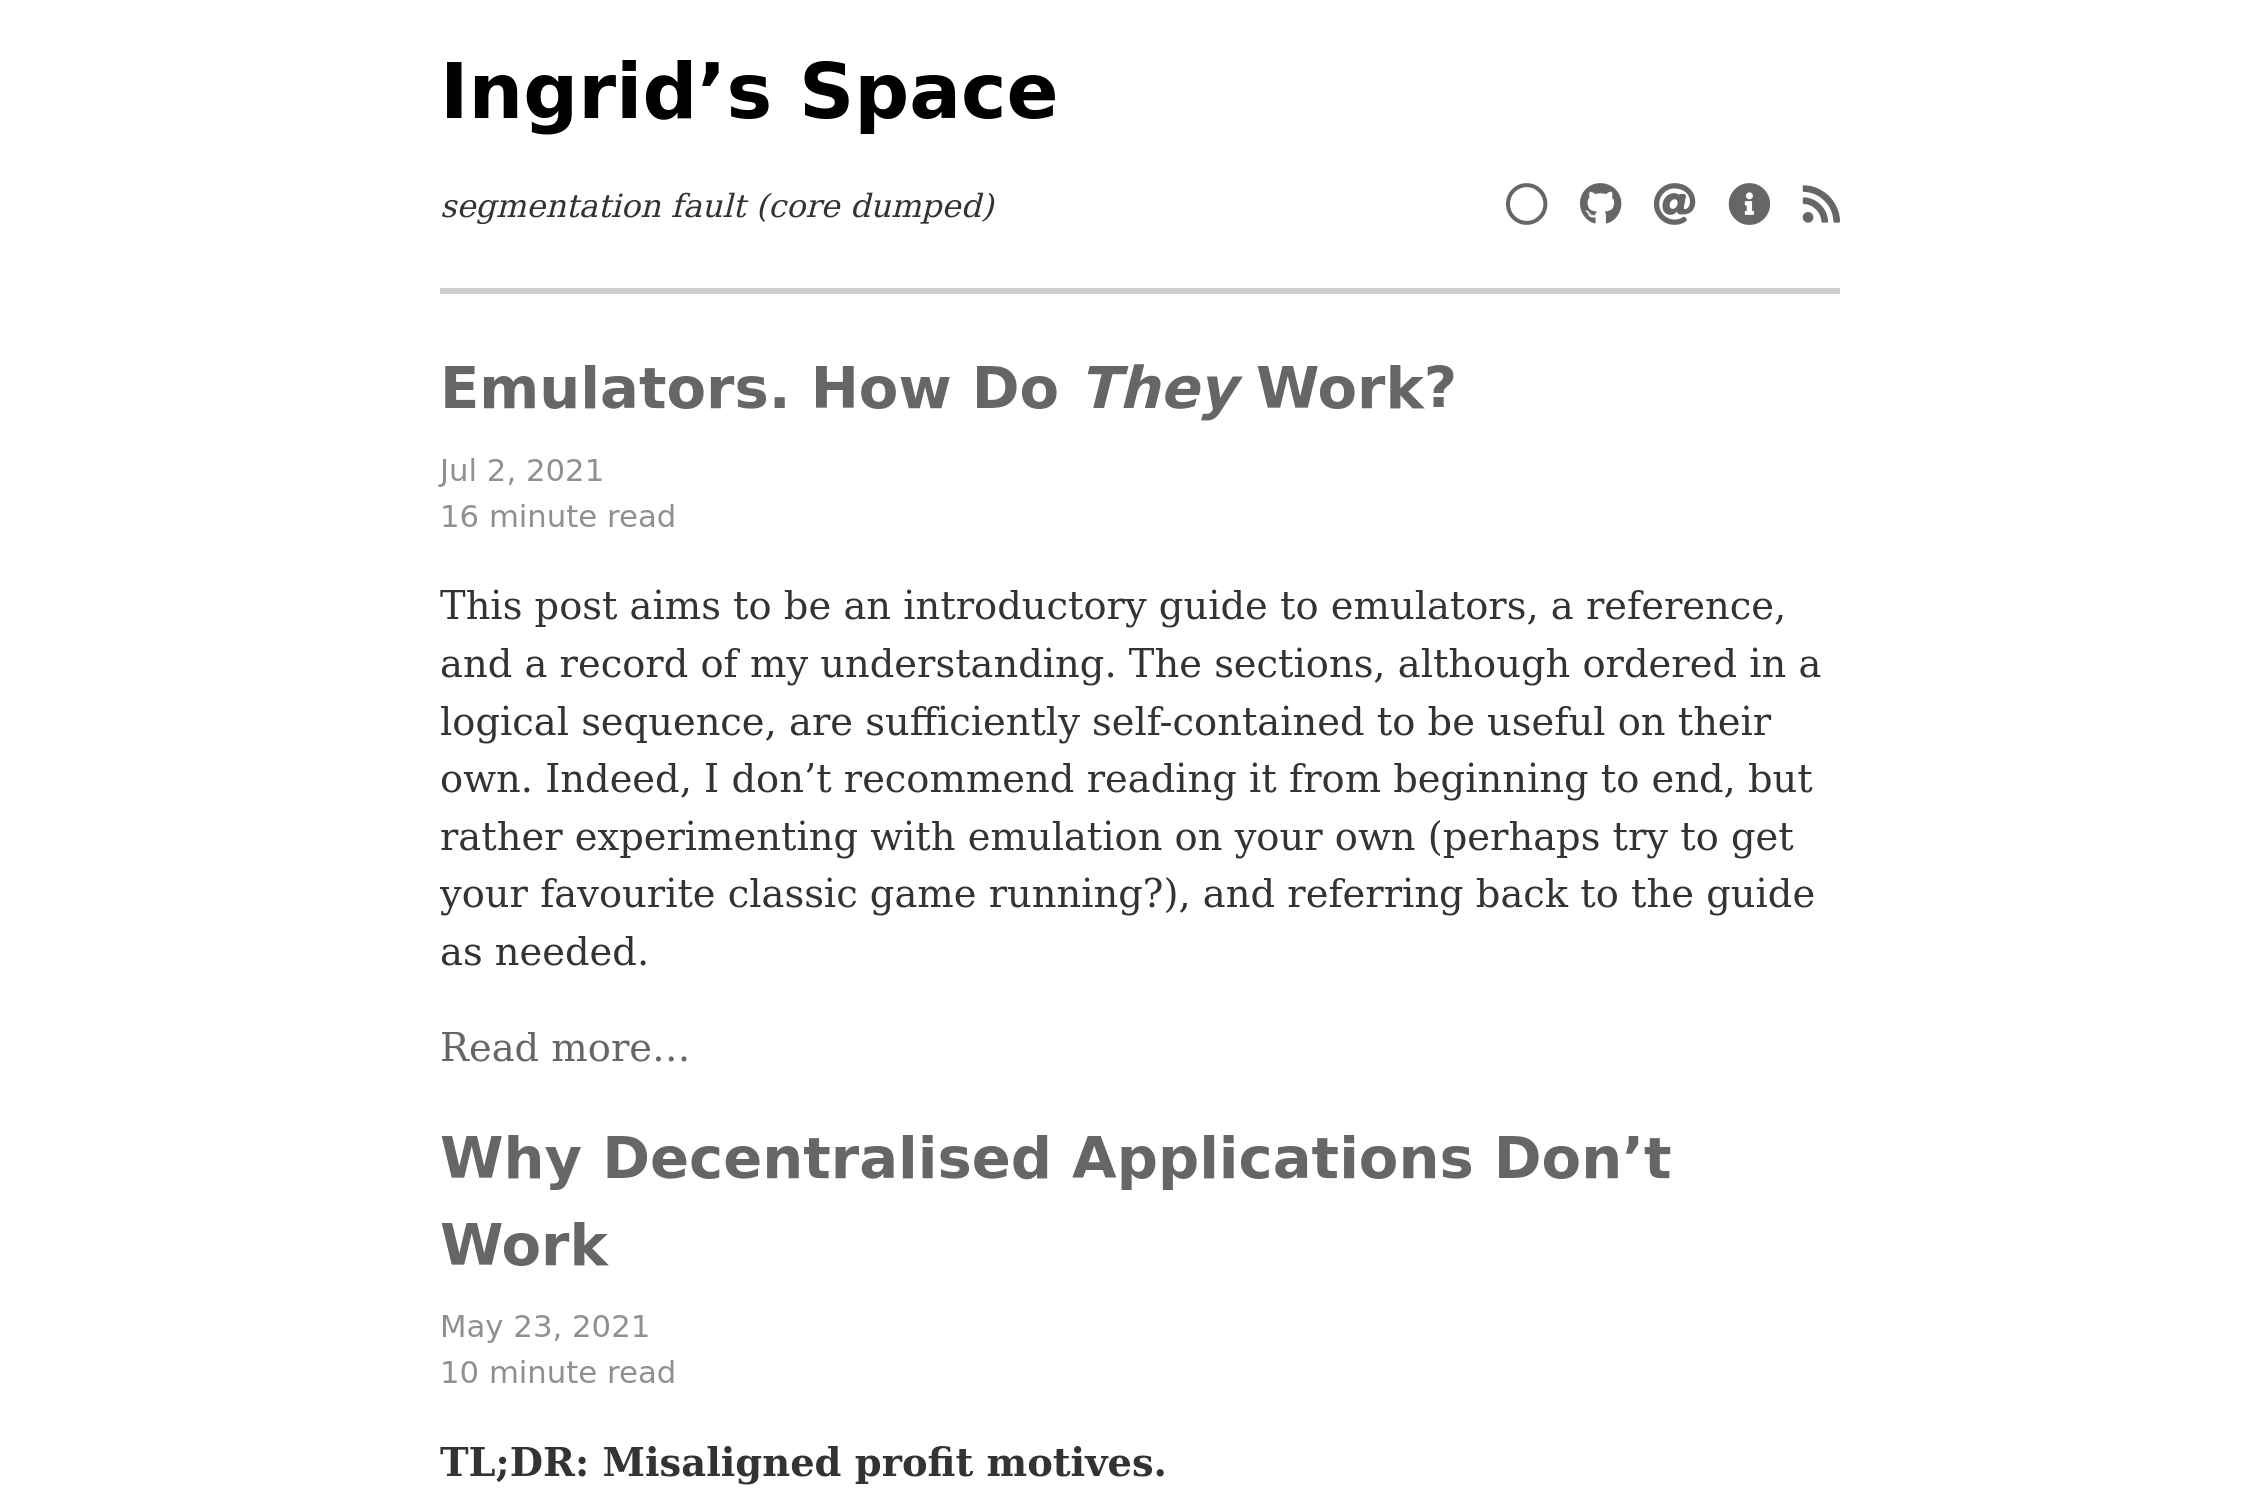 Ingrid’s Space
segmentation fault (core dumped)
Emulators. How Do They Work?
Jul 2, 2021
16 minute read
This post aims to be an introductory guide to emulators, a reference,
and a record of my understanding. The sections, although ordered in a
logical sequence, are sufficiently self-contained to be useful on their
own. Indeed, I don’t recommend reading it from beginning to end, but
rather experimenting with emulation on your own (perhaps try to get
your favourite classic game running?), and referring back to the guide
as needed.
Read more…
Why Decentralised Applications Don’t
Work
May 23, 2021
10 minute read
TL;DR: Misaligned profit motives.